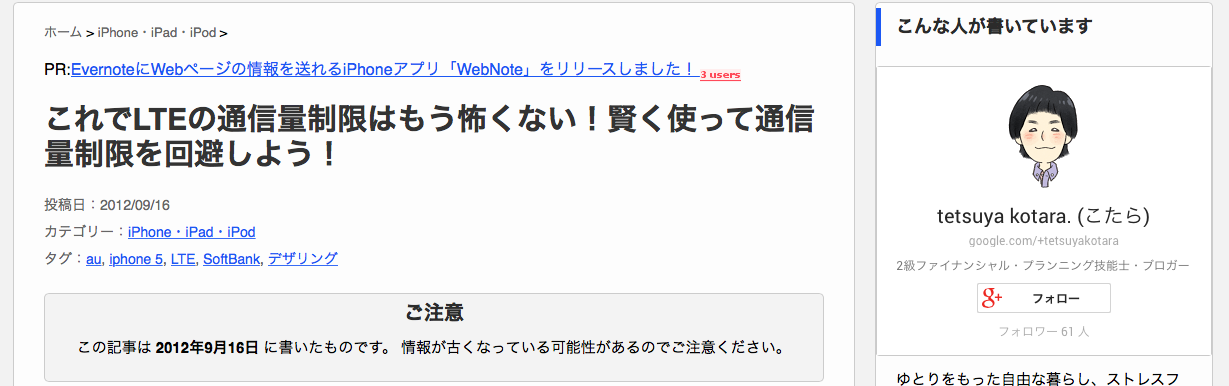 ホーム > iPhone・iPad・iPod >
PR:EvernoteにWebページの情報を送れるiPhoneアプリ「WebNote」をリリースしました！ 3 users
これでLTEの通信量制限はもう怖くない！賢く使って通信
量制限を回避しよう！
投稿日：2012/09/16
カテゴリー：iPhone・iPad・iPod
タグ：au, iphone 5, LTE, SoftBank, デザリング
ご注意
この記事は 2012年9月16日 に書いたものです。 情報が古くなっている可能性があるのでご注意ください。
こんな人が書いています
tetsuya kotara. (こたら)
google.com/+tetsuyakotara
2級ファイナンシャル・プランニング技能士・ブロガー
g+ フォロー
フォロワー 61 人
ゆとりをもった自由な暮らし、ストレスフ